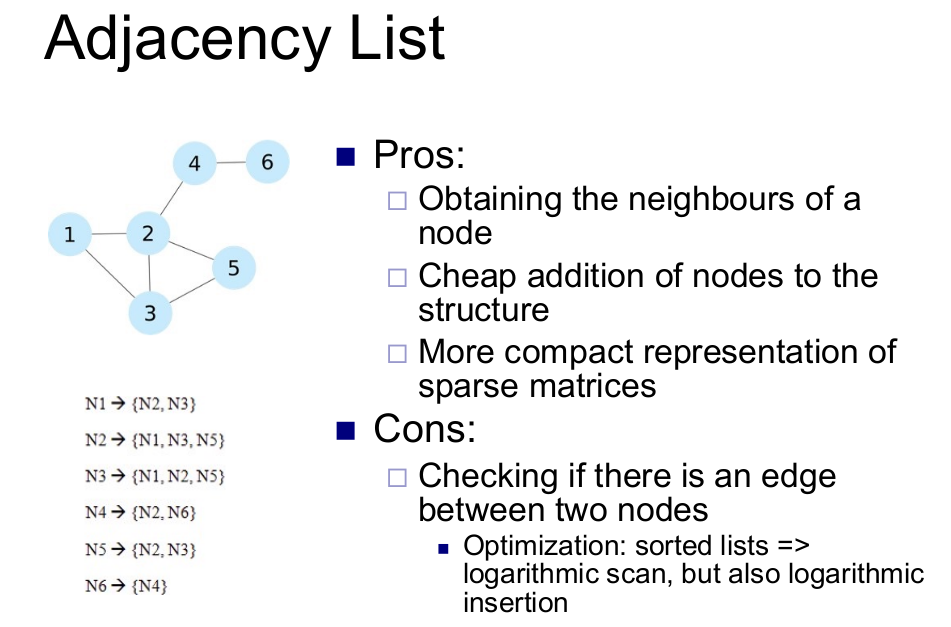 Adjacency List
4
6
1
2
5
3
N1 → {N2, N3}
N2 → {N1, N3, N5}
N3 → {N1, N2, N5}
N4 → {N2, N6}
N5 → {N2, N3}
N6 → {N4}
Pros:
Obtaining the neighbours of a
node
Cheap addition of nodes to the
structure
More compact representation of
sparse matrices
Cons:
Checking if there is an edge
between two nodes
Optimization: sorted lists =>
logarithmic scan, but also logarithmic
insertion